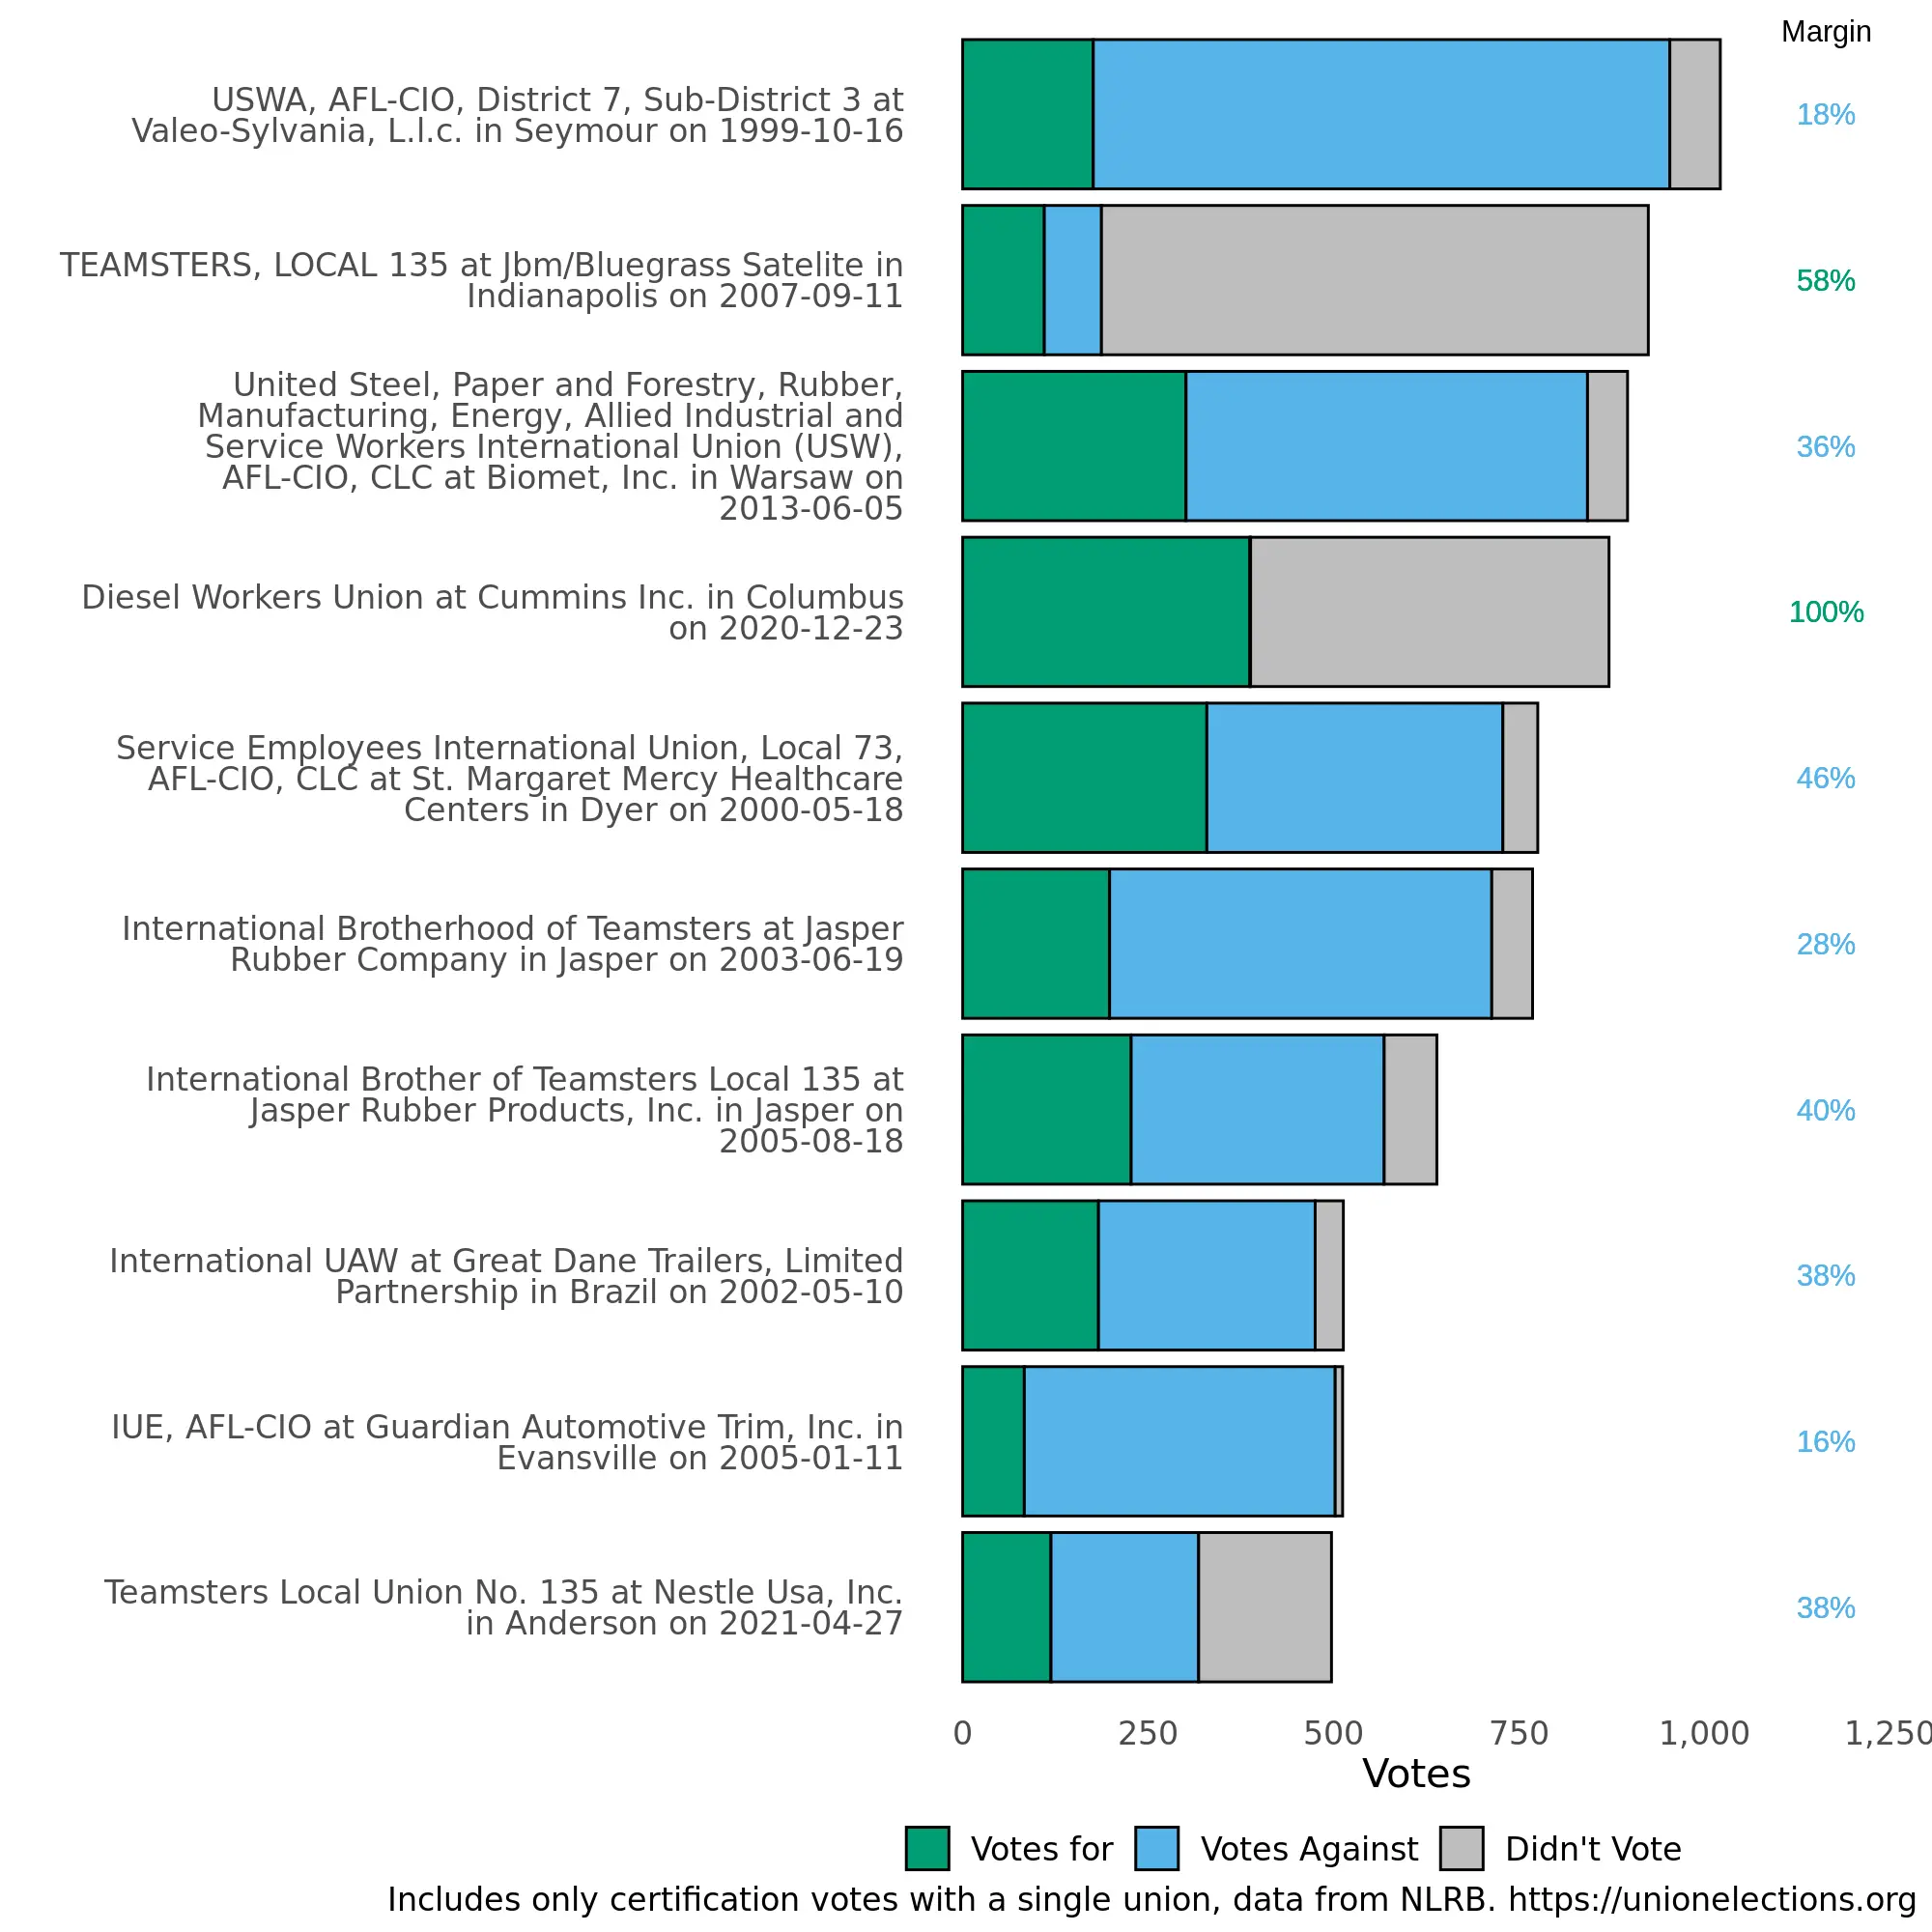 Margin
USWA, AFL-CIO, District 7, Sub-District 3 at
Valeo-Sylvania, L.l.c. in Seymour on 1999-10-16
18%
TEAMSTERS, LOCAL 135 at Jbm/Bluegrass Satelite in
Indianapolis on 2007-09-11
58%
United Steel, Paper and Forestry, Rubber,
Manufacturing, Energy, Allied Industrial and
Service Workers International Union (USW),
AFL-CIO, CLC at Biomet, Inc. in Warsaw on
2013-06-05
36%
Diesel Workers Union at Cummins Inc. in Columbus
on 2020-12-23
100%
Service Employees International Union, Local 73,
AFL-CIO, CLC at St. Margaret Mercy Healthcare
Centers in Dyer on 2000-05-18
46%
International Brotherhood of Teamsters at Jasper
Rubber Company in Jasper on 2003-06-19
28%
International Brother of Teamsters Local 135 at
Jasper Rubber Products, Inc. in Jasper on
2005-08-18
40%
International UAW at Great Dane Trailers, Limited
Partnership in Brazil on 2002-05-10
38%
IUE, AFL-CIO at Guardian Automotive Trim, Inc. in
Evansville on 2005-01-11
16%
Teamsters Local Union No. 135 at Nestle Usa, Inc.
in Anderson on 2021-04-27
38%
0 250 500 750 1,000 1,250
Votes
Votes for Votes Against Didn't Vote
Includes only certification votes with a single union, data from NLRB. https://unionelections.org